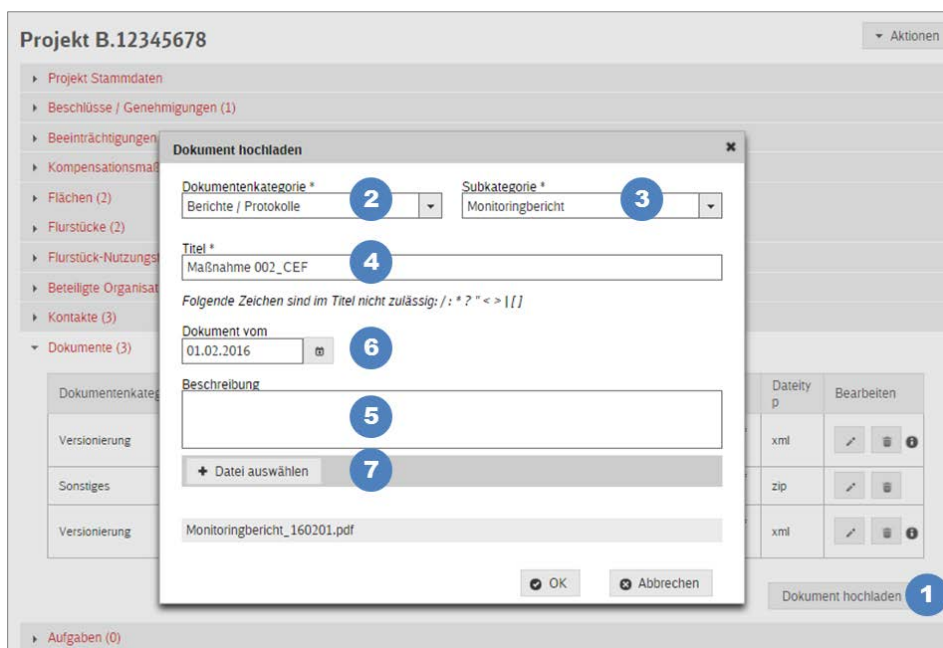 Projekt B.12345678
Aktionen
Projekt Stammdaten
Beschlüsse / Genehmigungen (1)
Beeinträchtigungen
Kompensationsmaß
Flächen (2)
Flurstücke (2)
Flurstück-Nutzungst
Beteiligte Organisat
Kontakte (3)
Dokumente (3)
Dokument hochladen
Dokumentenkategorie *
Subkategorie *
Berichte / Protokolle
2
Monitoringbericht
3
Titel *
Maßnahme 002_CEF
4
Folgende Zeichen sind im Titel nicht zulässig: / : * ? " < > | [ ]
Dokument vom
01.02.2016
6
Beschreibung
5
+ Datei auswählen
7
Monitoringbericht_160201.pdf
OK
Abbrechen
Dokumentenkateg
Dateity
p
Bearbeiten
Versionierung
xml
Sonstiges
zip
Versionierung
xml
Dokument hochladen
1
Aufgaben (0)